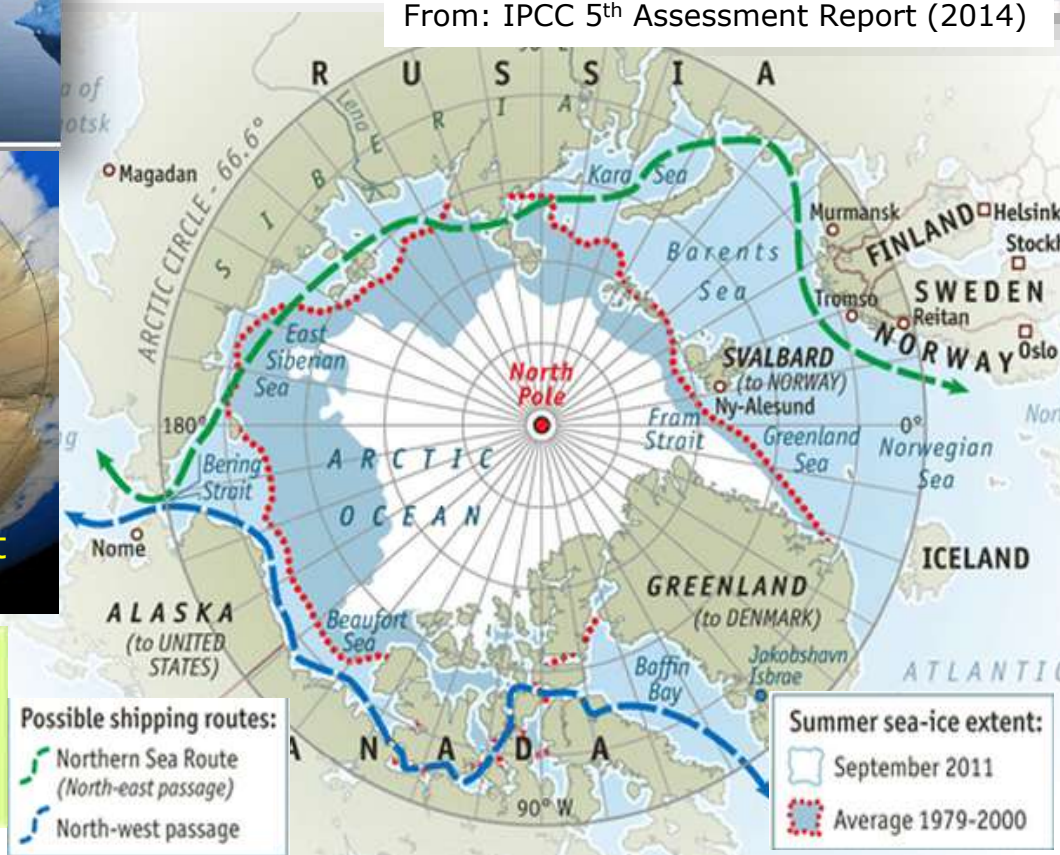 From: IPCC 5th Assessment Report (2014)
R U S S I A
S I B E R I A
Lena
Magadan
ARCTIC CIRCLE - 66.6°
Kara Sea
Murmansk
FINLAND
Barents
Sea
SWEDEN
Tromso
Reitan
NORWAY
Oslo
East
Siberian
Sea
North
Pole
SVALBARD
(to NORWAY)
Ny-Alesund
Fram
Strait
180°
0°
Greenland
Sea
Norwegian
Sea
Bering
Strait
ARCTIC
OCEAN
Nome
ICELAND
ALASKA
(to UNITED
STATES)
GREENLAND
(to DENMARK)
Beaufort
Sea
Baffin
Bay
Jakobshavn
Isbrae
90° W
Possible shipping routes:
Northern Sea Route
(North-east passage)
North-west passage
Summer sea-ice extent:
September 2011
Average 1979-2000